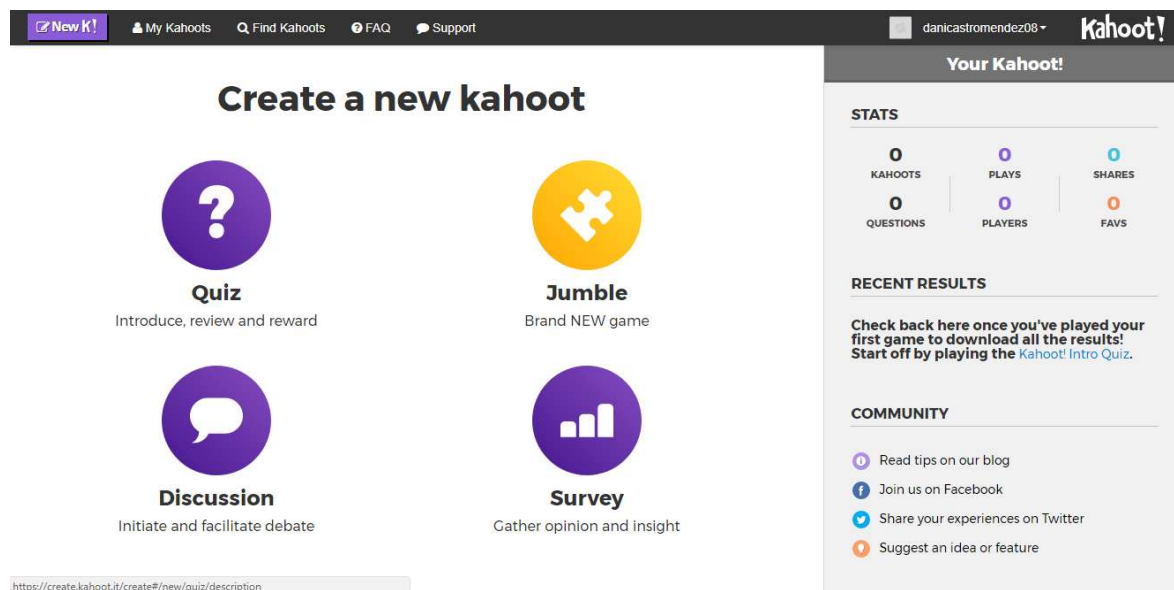 New K!
My Kahoots
Find Kahoots
FAQ
Support
danicastromendez08
Kahoot!
Create a new kahoot
Quiz
Introduce, review and reward
Jumble
Brand NEW game
Discussion
Initiate and facilitate debate
Survey
Gather opinion and insight
https://create.kahoot.it/create#/new/quiz/description
Your Kahoot!
STATS
0 0 0
KAHOOTS PLAYS SHARES
0 0 0
QUESTIONS PLAYERS FAVS
RECENT RESULTS
Check back here once you've played your
first game to download all the results!
Start off by playing the Kahoot! Intro Quiz.
COMMUNITY
Read tips on our blog
Join us on Facebook
Share your experiences on Twitter
Suggest an idea or feature